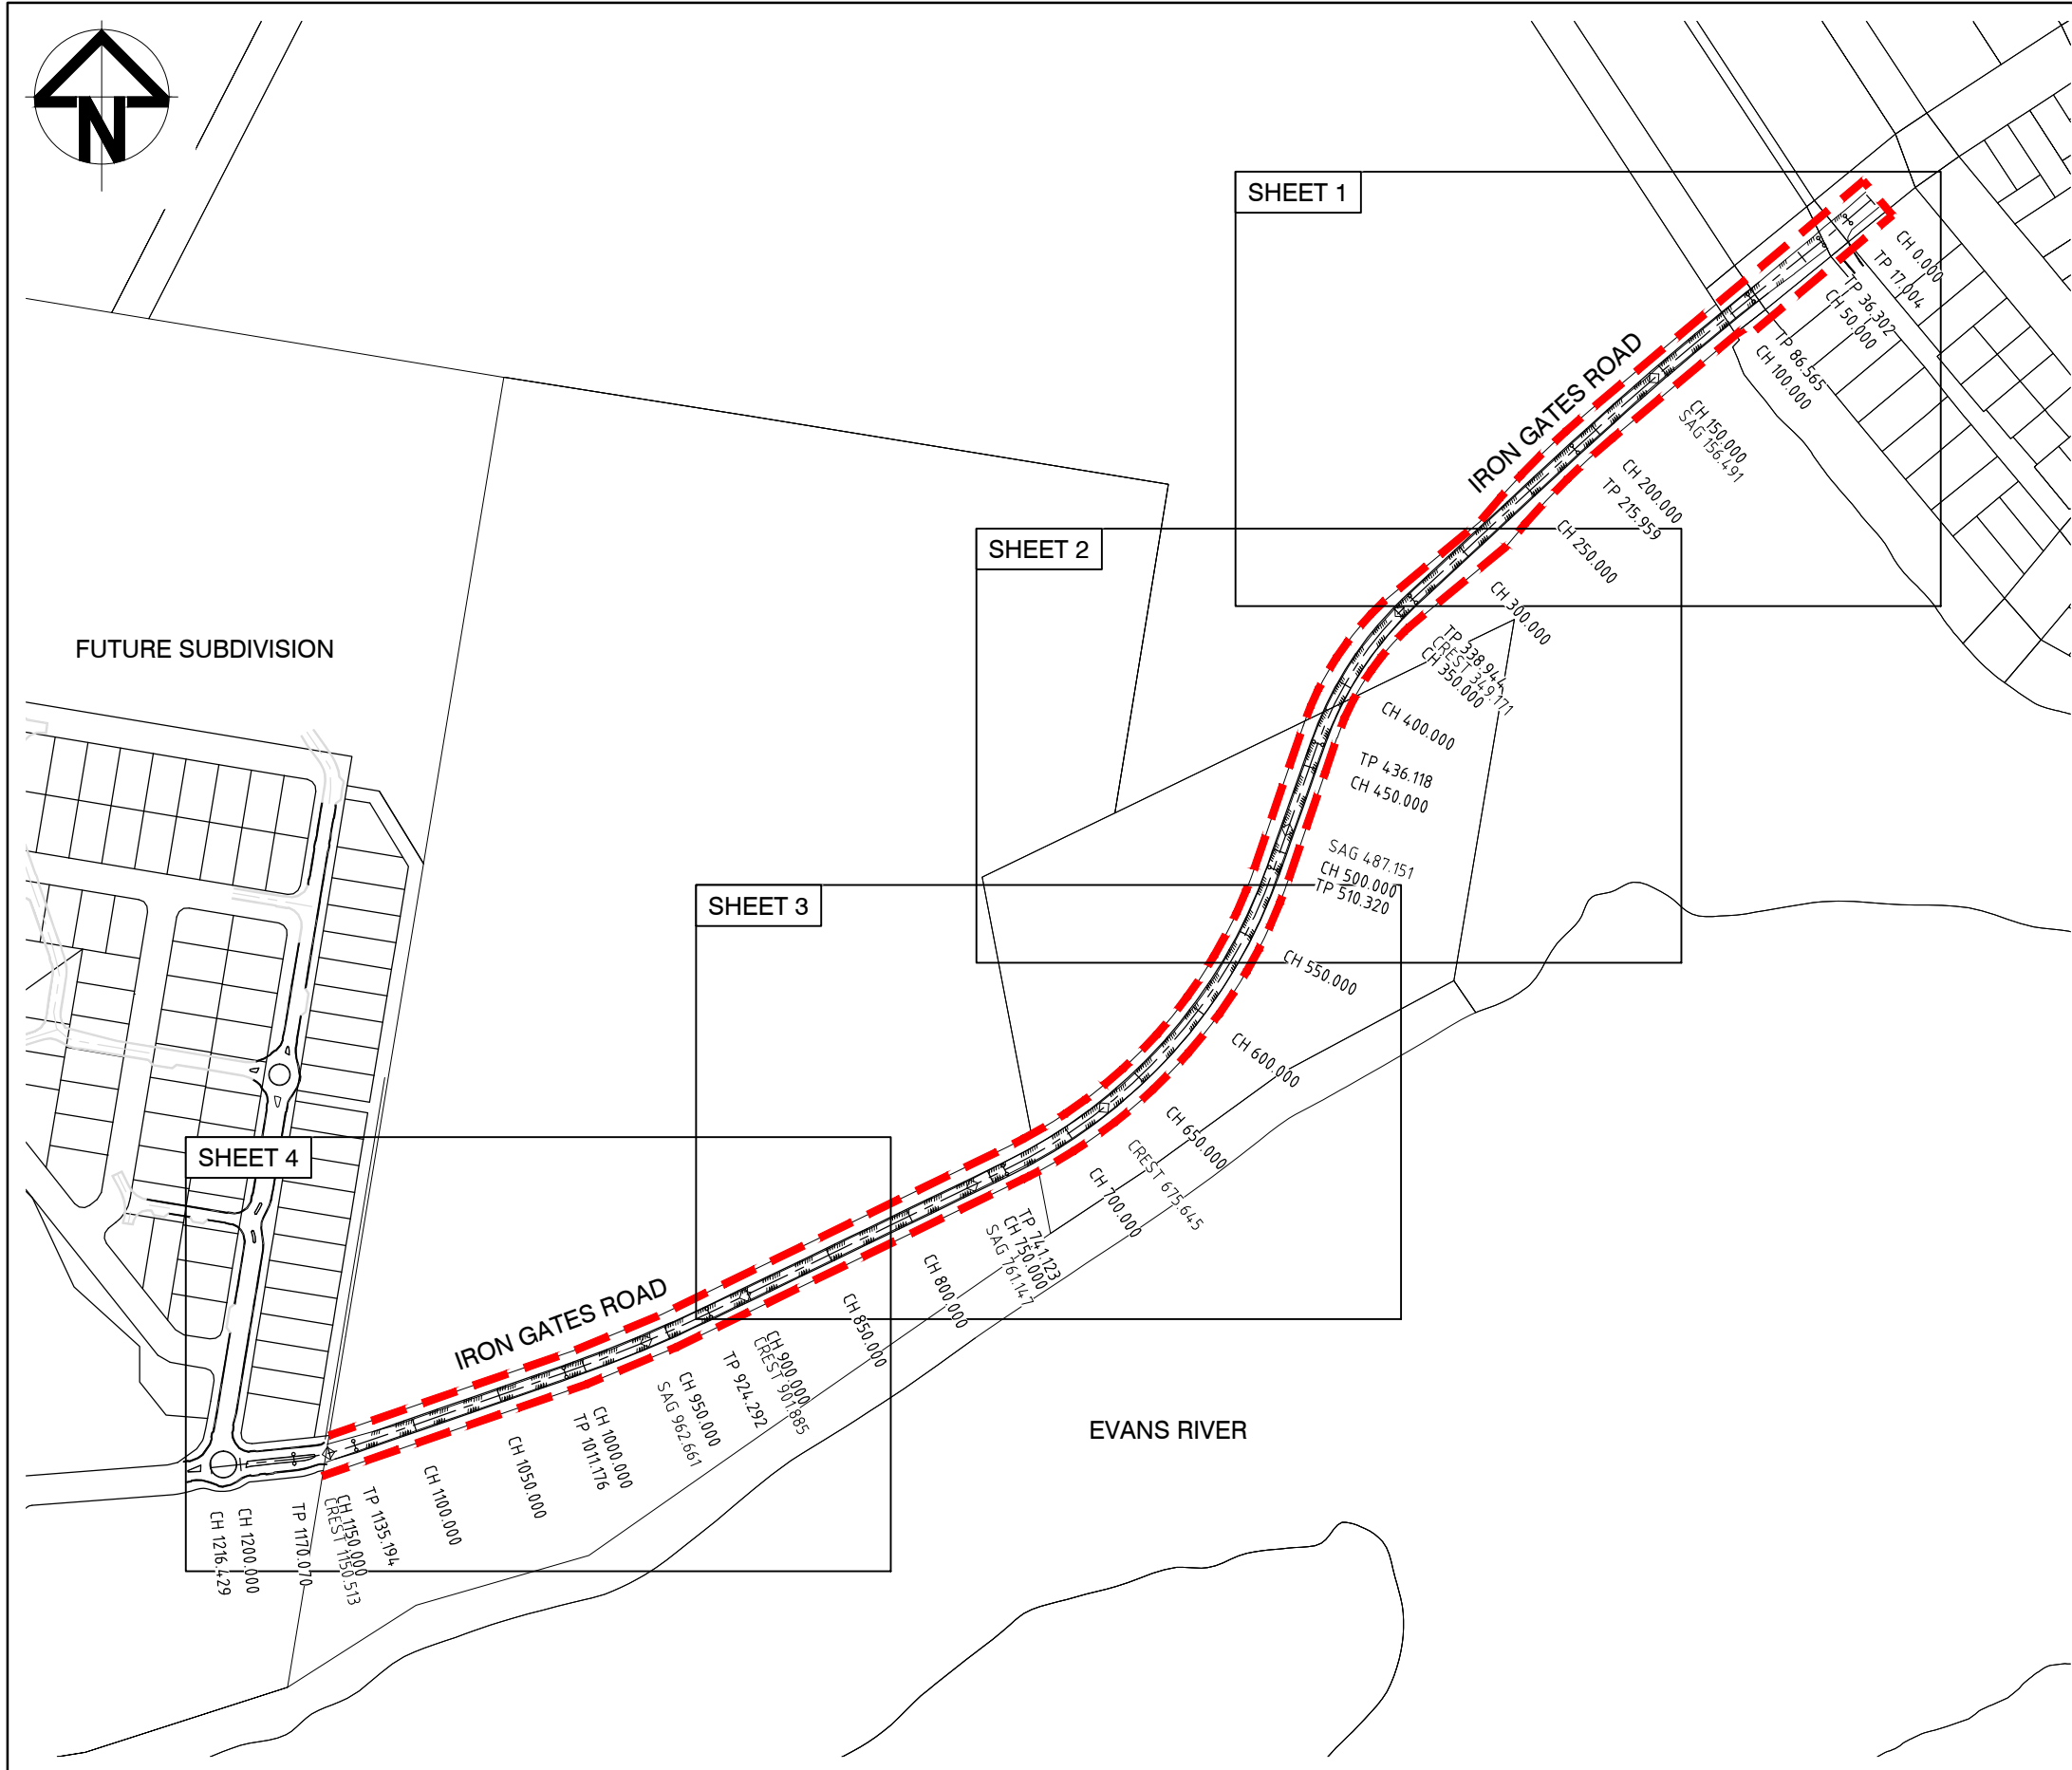 N
SHEET 1
CH 0.000
TP 17.004
TP 36.302
CH 50.000
TP 86.565
CH 100.000
CH 150.000
SAG 156.491
IRON GATES ROAD
CH 200.000
TP 215.959
CH 250.000
SHEET 2
CH 300.000
TP 338.944
CREST 349.171
CH 350.000
FUTURE SUBDIVISION
CH 400.000
TP 436.118
CH 450.000
SAG 487.151
CH 500.000
TP 510.320
SHEET 3
CH 550.000
CH 600.000
CH 650.000
CREST 675.645
CH 700.000
SHEET 4
TP 741.123
CH 750.000
SAG 761.147
CH 800.000
CH 850.000
IRON GATES ROAD
CH 900.000
CREST 901.885
TP 924.292
CH 950.000
SAG 962.661
CH 1000.000
TP 1011.176
EVANS RIVER
CH 1050.000
CH 1100.000
TP 1135.194
CH 1150.000
CREST 1150.513
TP 1170.070
CH 1200.000
CH 1216.429